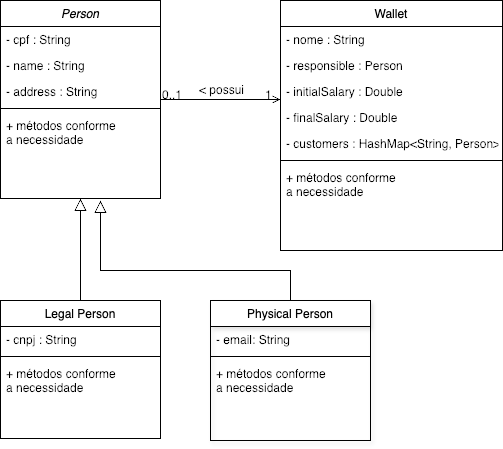 Person
- cpf : String
- name : String
- address : String
+ métodos conforme
a necessidade
0..1
< possui
1
Wallet
- nome : String
- responsible : Person
- initialSalary : Double
- finalSalary : Double
- customers : HashMap<String, Person>
+ métodos conforme
a necessidade
Legal Person
- cnpj : String
+ métodos conforme
a necessidade
Physical Person
- email: String
+ métodos conforme
a necessidade